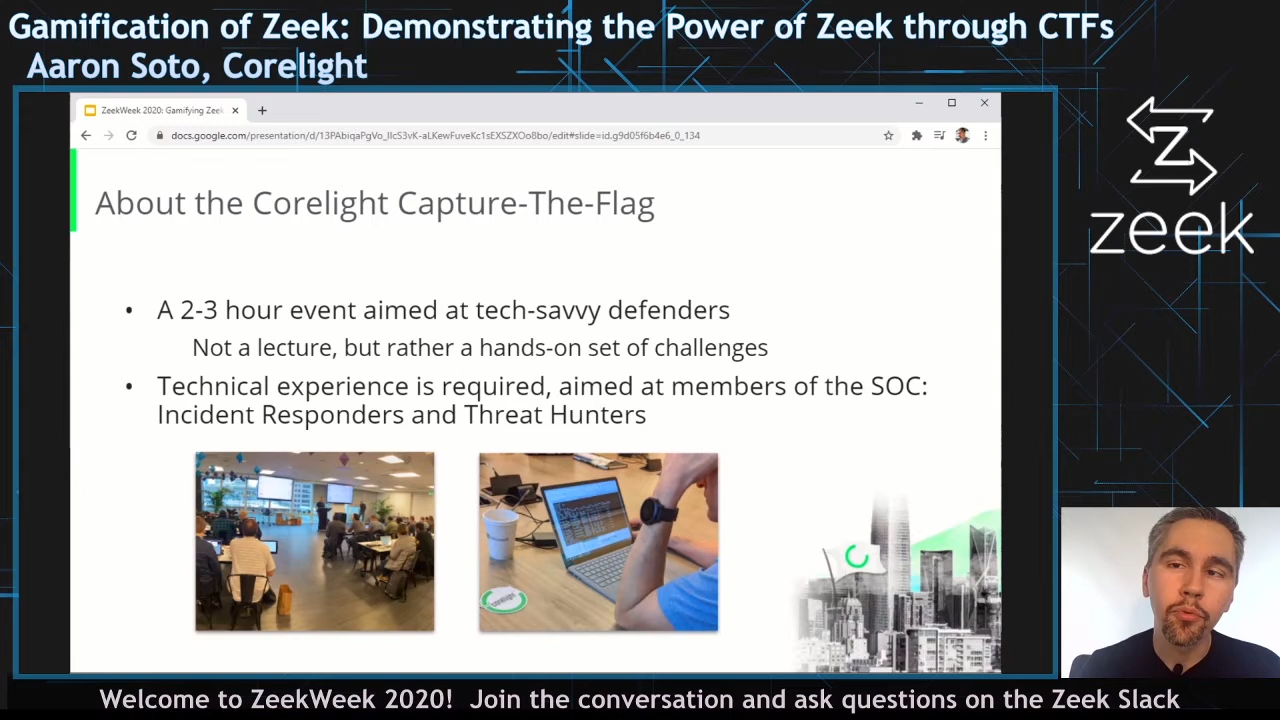 Gamification of Zeek: Demonstrating the Power of Zeek through CTFs
Aaron Soto, Corelight
ZeekWeek 2020: Gamifying Zeek
docs.google.com/presentation/d/13PAbiqaPgVo_IIcS3vK-aLKewFuveKc1sEXSZXOo8bo/edit#slide=id.g9d05f6b4e6_0_134
About the Corelight Capture-The-Flag
• A 2-3 hour event aimed at tech-savvy defenders
Not a lecture, but rather a hands-on set of challenges
• Technical experience is required, aimed at members of the SOC:
Incident Responders and Threat Hunters
corelight
zeek
Welcome to ZeekWeek 2020! Join the conversation and ask questions on the Zeek Slack